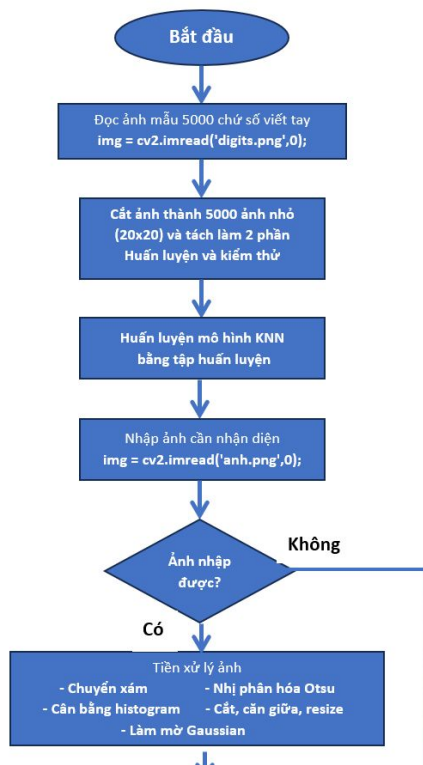 Bắt đầu
Đọc ảnh mẫu 5000 chứ số viết tay
img = cv2.imread('digits.png',0);
Cắt ảnh thành 5000 ảnh nhỏ
(20x20) và tách làm 2 phần
Huấn luyện và kiểm thử
Huấn luyện mô hình KNN
bằng tập huấn luyện
Nhập ảnh cần nhận diện
img = cv2.imread('anh.png',0);
Ảnh nhập
được?
Không
Có
Tiền xử lý ảnh
- Chuyển xám - Nhị phân hóa Otsu
- Cân bằng histogram - Cắt, căn giữa, resize
- Làm mờ Gaussian